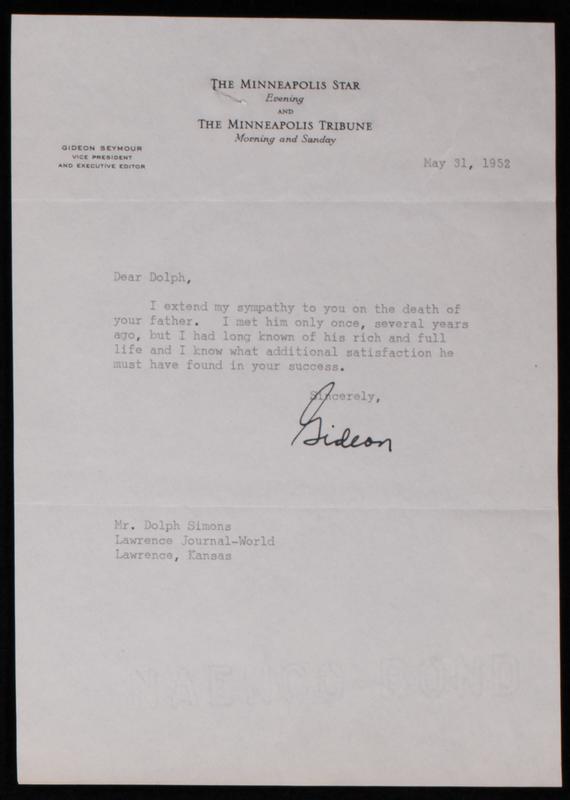 THE MINNEAPOLIS STAR
Evening
AND
THE MINNEAPOLIS TRIBUNE
Morning and Sunday
GIDEON SEYMOUR
VICE PRESIDENT
AND EXECUTIVE EDITOR
May 31, 1952
Dear Dolph,
I extend my sympathy to you on the death of
your father. I met him only once, several years
ago, but I had long known of his rich and full
life and I know what additional satisfaction he
must have found in your success.
Sincerely,
Gideon
Mr. Dolph Simons
Lawrence Journal-World
Lawrence, Kansas